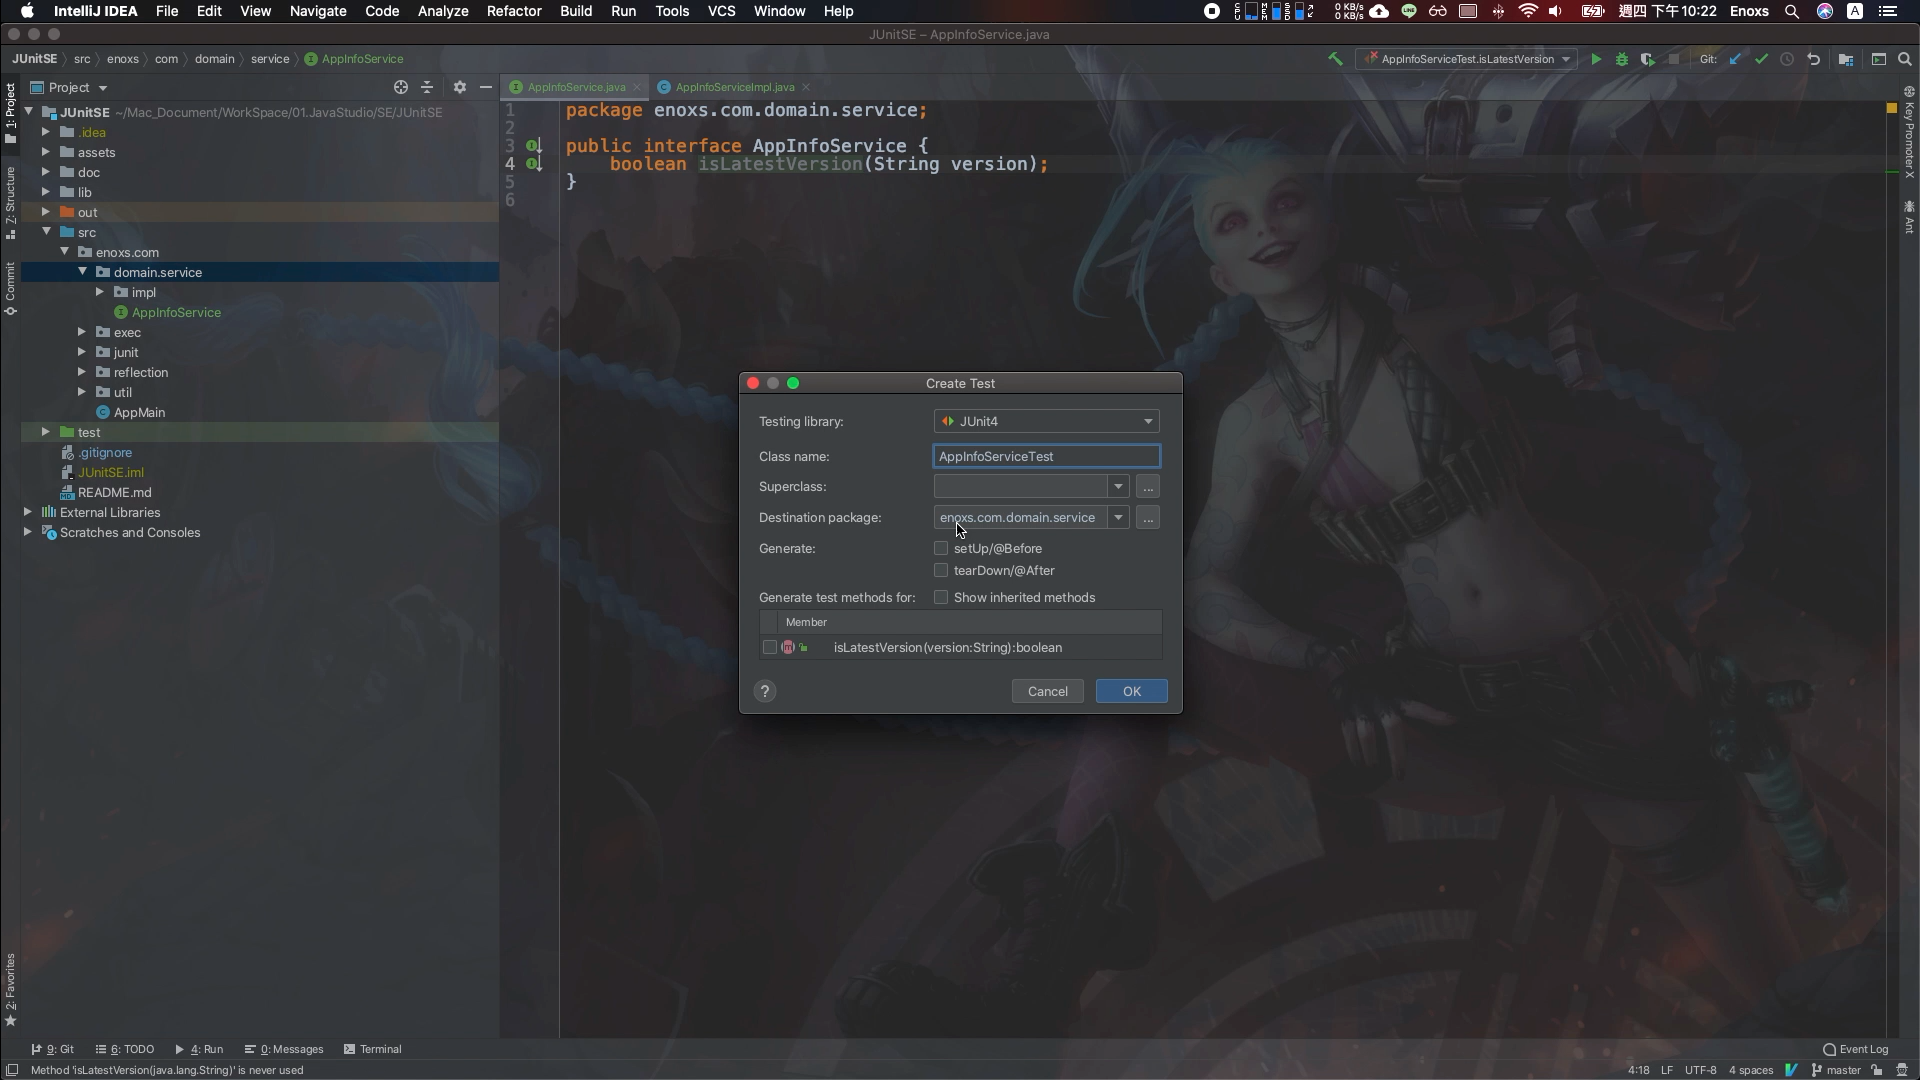 IntelliJ IDEA File Edit View Navigate Code Analyze Refactor Build Run Tools VCS Window Help
0 KB/s
0 KB/s
週四 下午10:22 Enoxs
JUnitSE – AppInfoService.java
JUnitSE src enoxs com domain service AppInfoService
AppInfoServiceTest.isLatestVersion Git:
Project
AppInfoService.java AppInfoServiceImpl.java
JUnitSE ~/Mac_Document/WorkSpace/01.JavaStudio/SE/JUnitSE
.idea
assets
doc
lib
out
src
enoxs.com
domain.service
impl
AppInfoService
exec
junit
reflection
util
AppMain
test
.gitignore
JUnitSE.iml
README.md
External Libraries
Scratches and Consoles
1: Project
7: Structure
Commit
2: Favorites
1 package enoxs.com.domain.service;
2
3 public interface AppInfoService {
4 boolean isLatestVersion(String version);
5 }
6
Key Promoter X
Ant
Create Test
Testing library: JUnit4
Class name: AppInfoServiceTest
Superclass: ...
Destination package: enoxs.com.domain.service ...
Generate: setUp/@Before
tearDown/@After
Generate test methods for: Show inherited methods
Member
isLatestVersion(version:String):boolean
? Cancel OK
9: Git 6: TODO 4: Run 0: Messages Terminal Event Log
Method 'isLatestVersion(java.lang.String)' is never used 4:18 LF UTF-8 4 spaces master